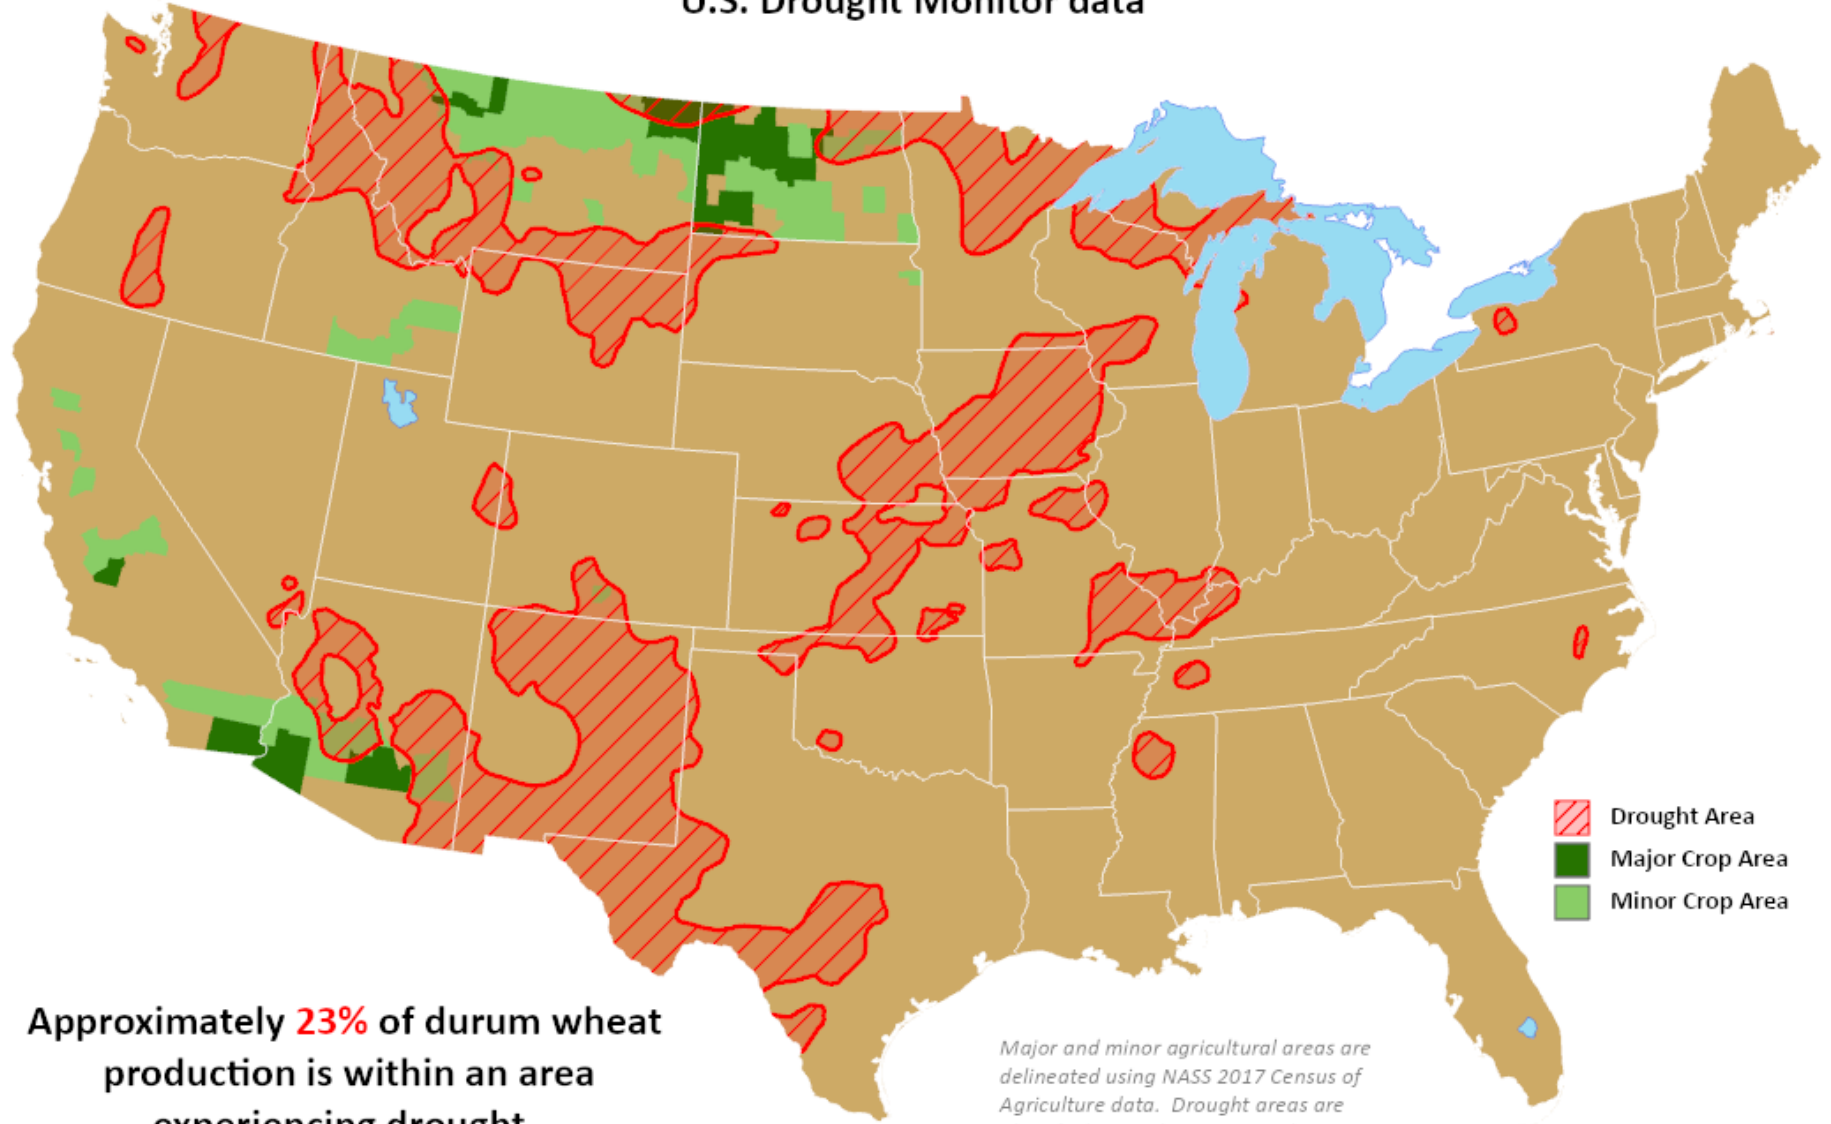 U.S. Drought Monitor data
Drought Area
Major Crop Area
Minor Crop Area
Approximately 23% of durum wheat
production is within an area
experiencing drought
Major and minor agricultural areas are
delineated using NASS 2017 Census of
Agriculture data. Drought areas are